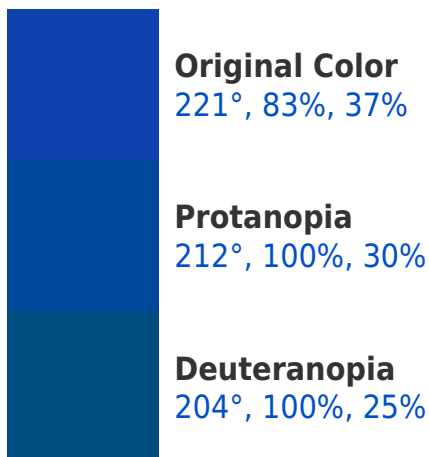 Original Color
221°, 83%, 37%
Protanopia
212°, 100%, 30%
Deuteranopia
204°, 100%, 25%